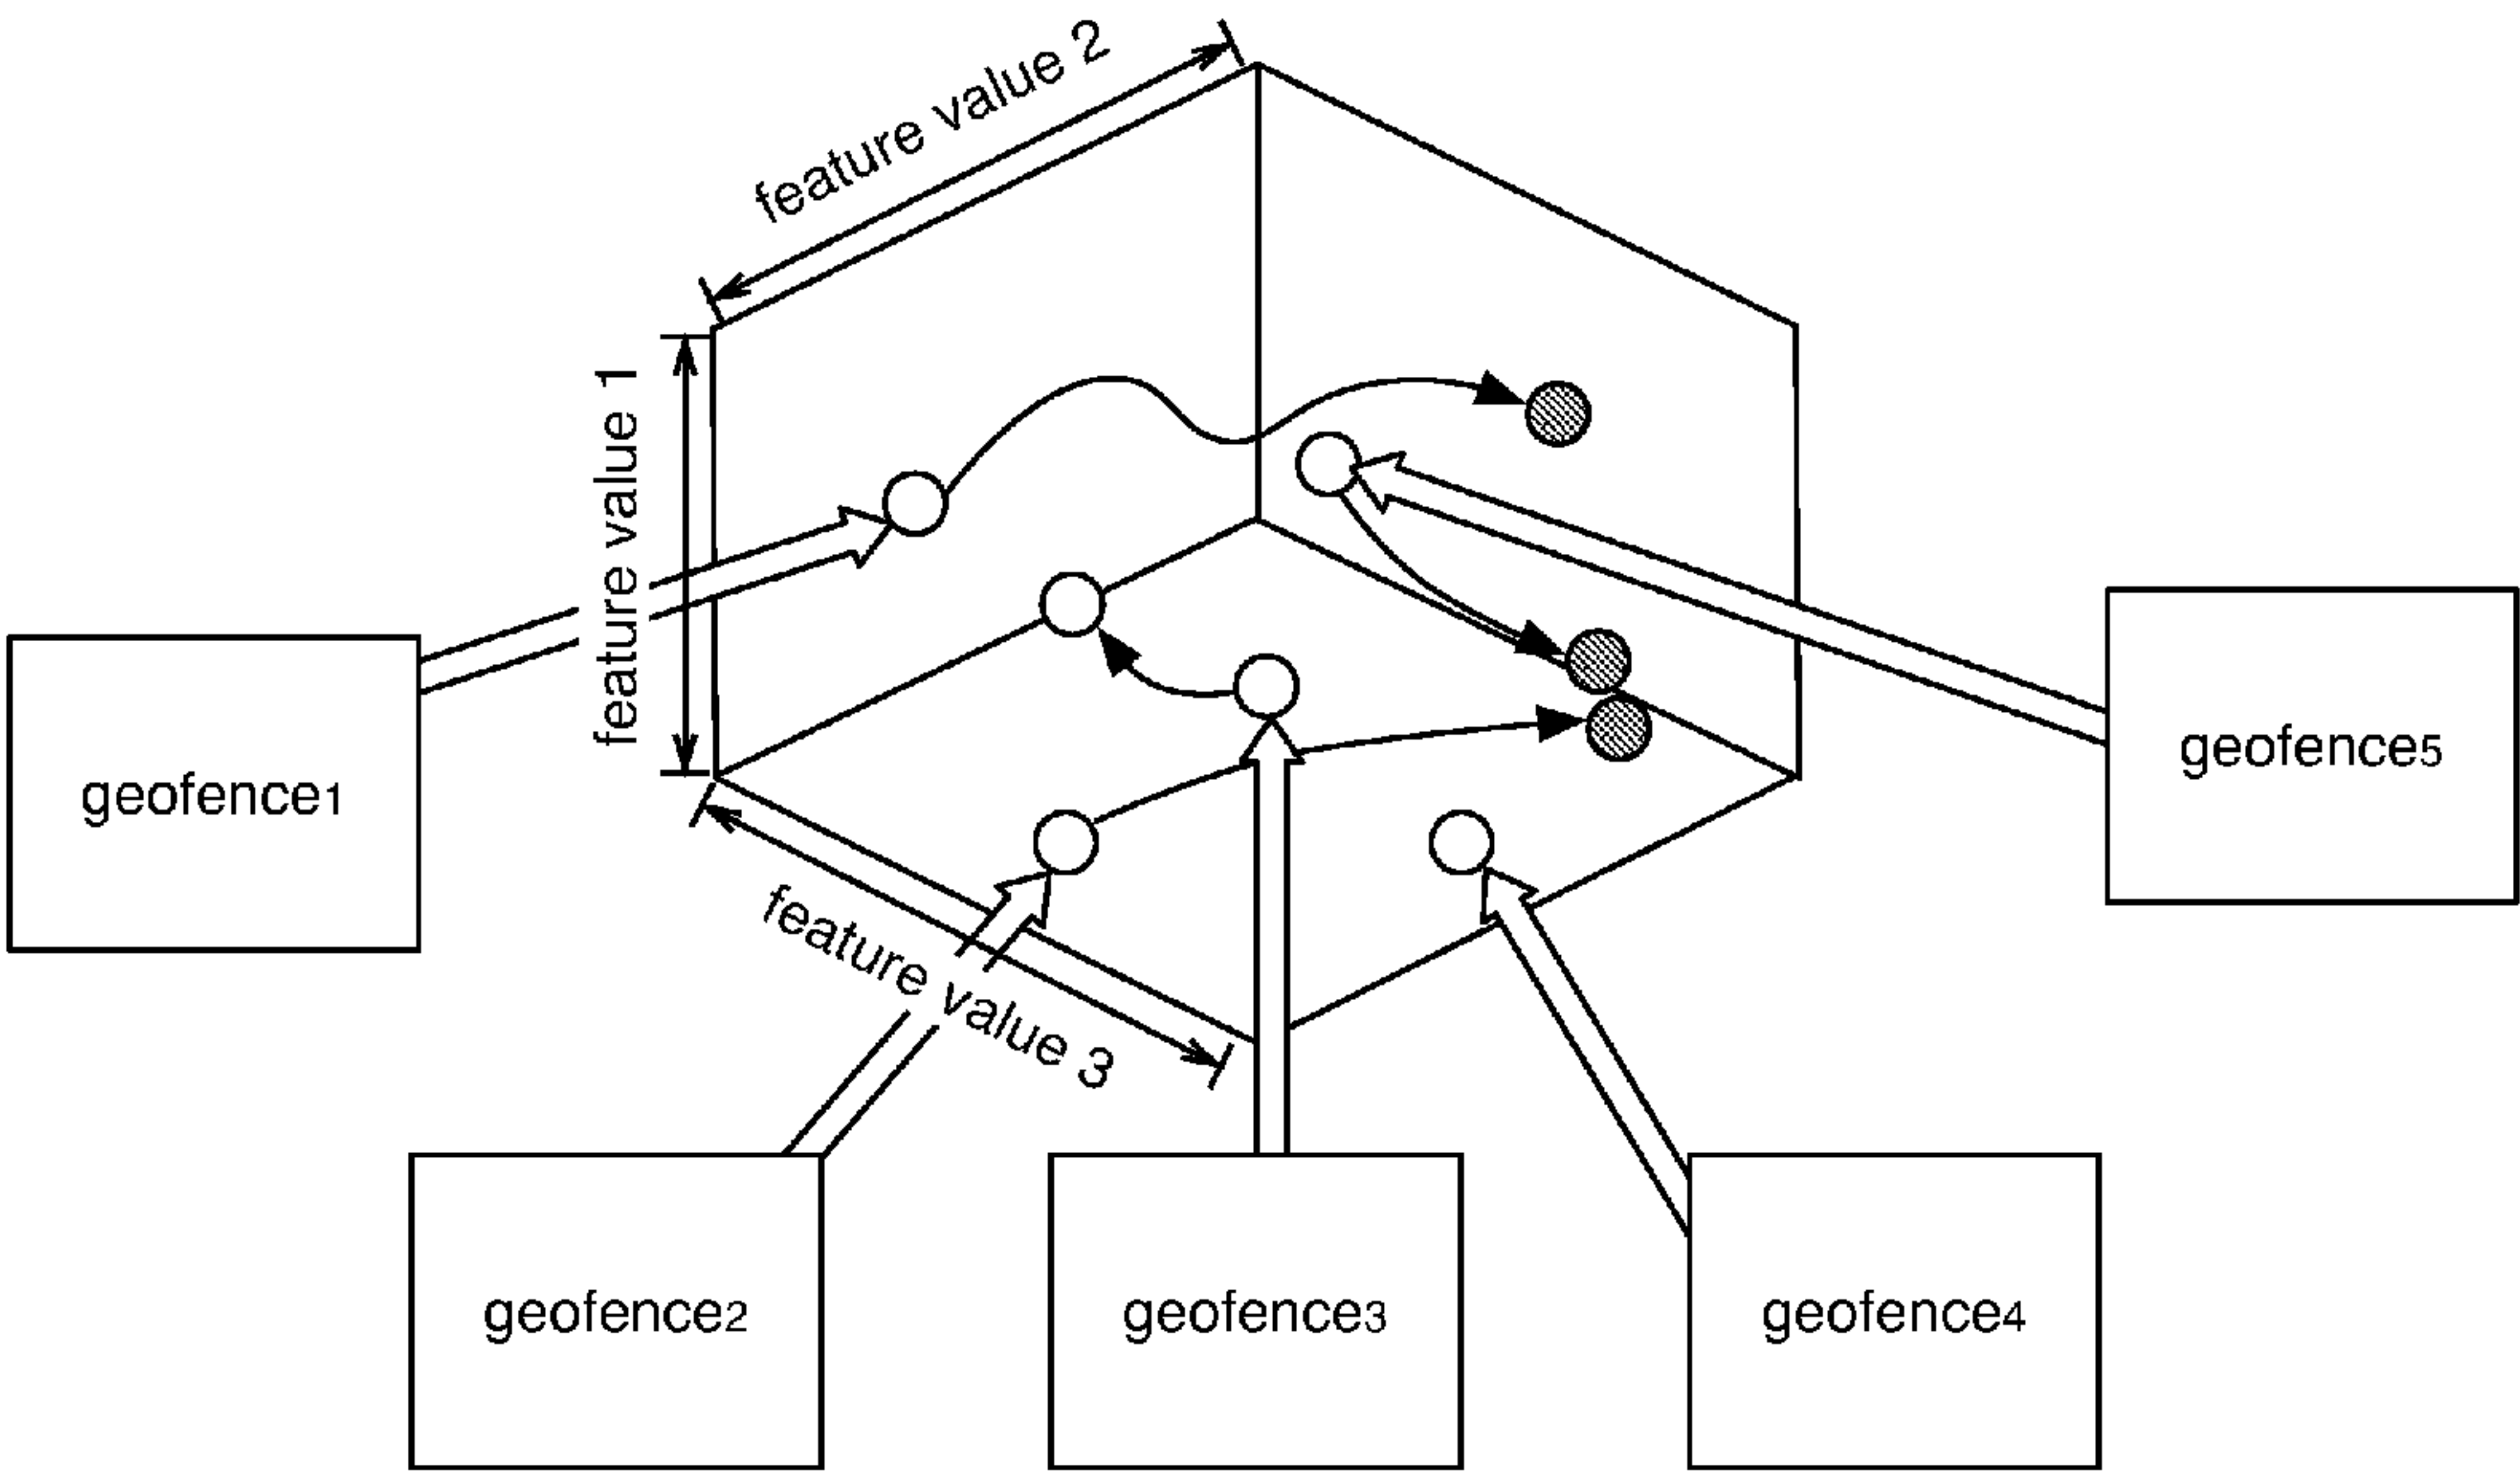 feature value 2
feature value 1
feature value 3
geofence1
geofence5
geofence2
geofence3
geofence4